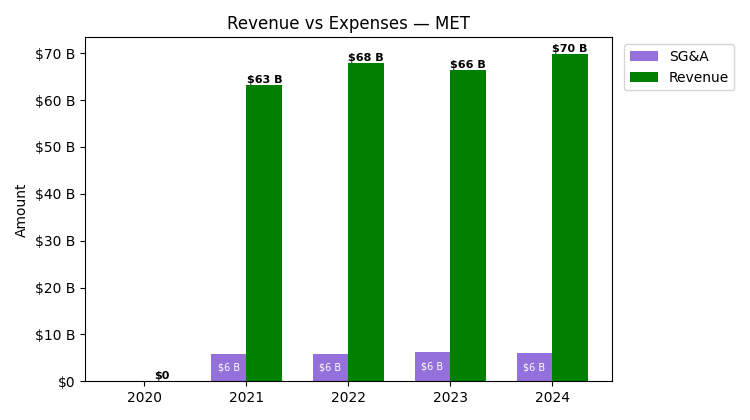 Revenue vs Expenses — MET
SG&A
Revenue
Amount
$70 B
$60 B
$50 B
$40 B
$30 B
$20 B
$10 B
$0
$0
$63 B
$68 B
$66 B
$70 B
$6 B
$6 B
$6 B
$6 B
2020
2021
2022
2023
2024